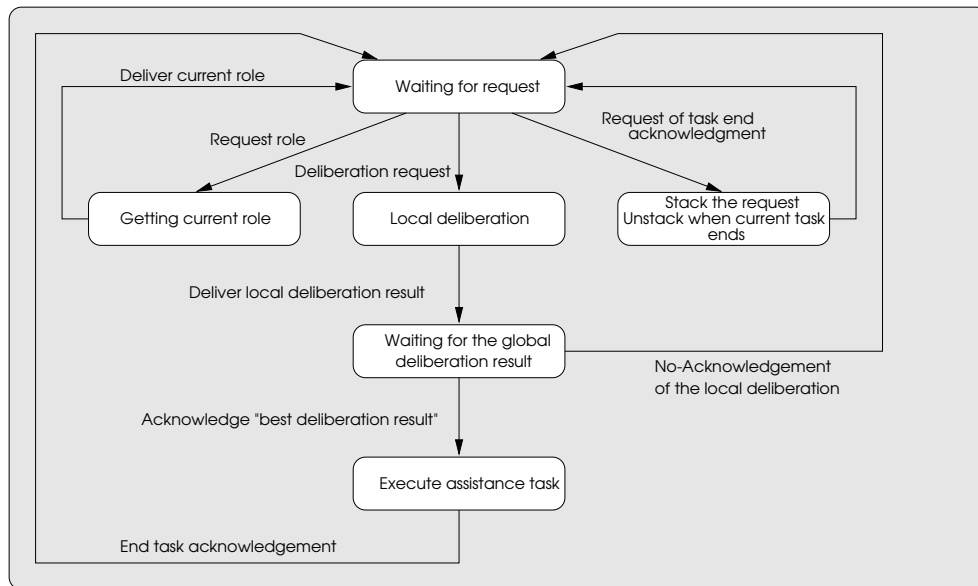 Deliver current role
Waiting for request
Request of task end
acknowledgment
Request role
Deliberation request
Getting current role
Local deliberation
Stack the request
Unstack when current task
ends
Deliver local deliberation result
Waiting for the global
deliberation result
No-Acknowledgement
of the local deliberation
Acknowledge "best deliberation result"
Execute assistance task
End task acknowledgement